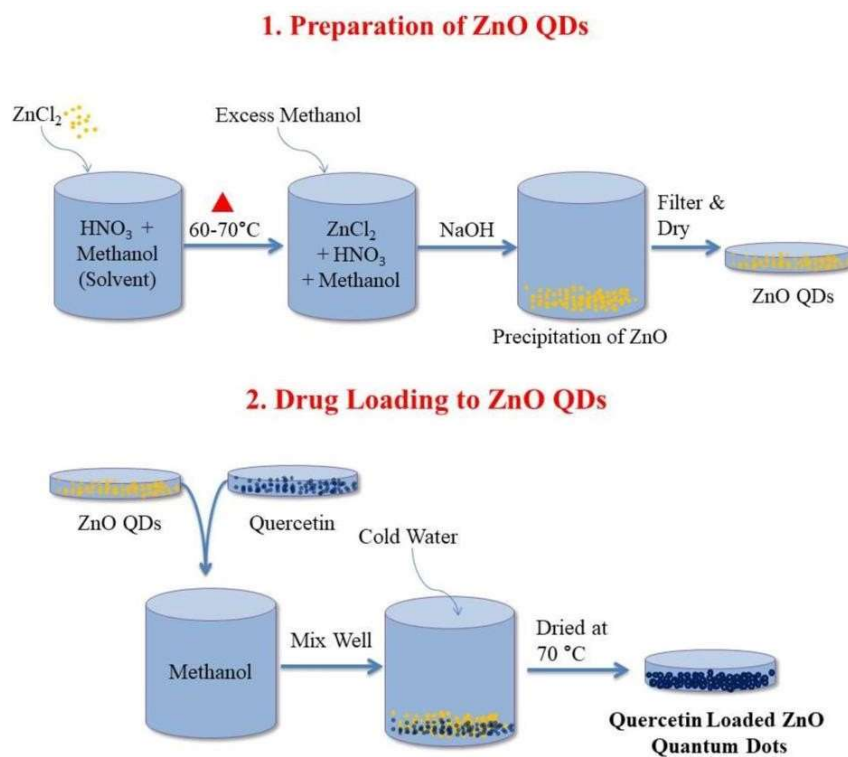 1. Preparation of ZnO QDs
ZnCl₂
Excess Methanol
HNO₃ +
Methanol
(Solvent)
60-70°C
ZnCl₂
+ HNO₃
+ Methanol
NaOH
Filter &
Dry
Precipitation of ZnO
ZnO QDs
2. Drug Loading to ZnO QDs
ZnO QDs
Quercetin
Cold Water
Methanol
Mix Well
Dried at
70 °C
Quercetin Loaded ZnO
Quantum Dots